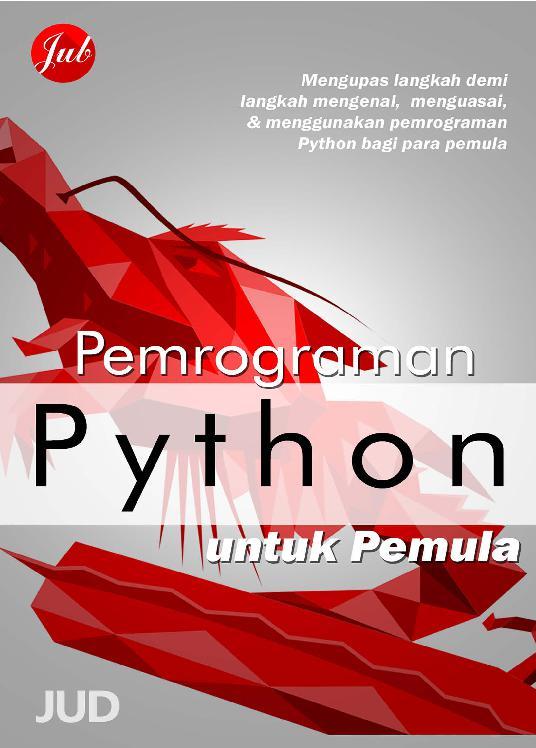 Jub
Mengupas langkah demi
langkah mengenal, menguasai,
& menggunakan pemrograman
Python bagi para pemula
Pemrograman
Python
untuk Pemula
JUD